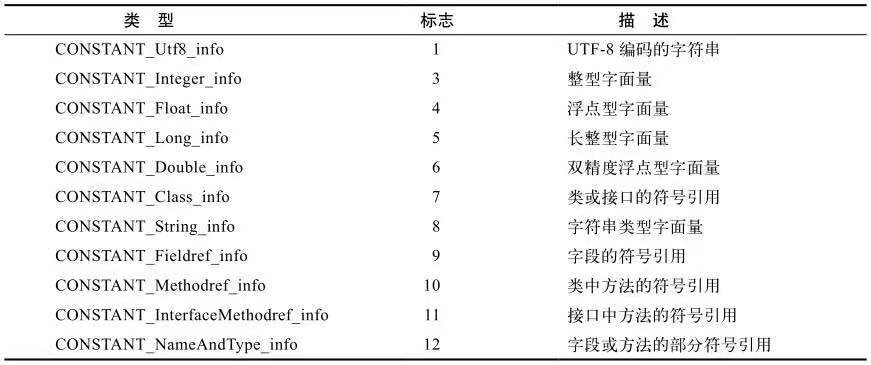 类 型 标志 描 述
CONSTANT_Utf8_info 1 UTF-8 编码的字符串
CONSTANT_Integer_info 3 整型字面量
CONSTANT_Float_info 4 浮点型字面量
CONSTANT_Long_info 5 长整型字面量
CONSTANT_Double_info 6 双精度浮点型字面量
CONSTANT_Class_info 7 类或接口的符号引用
CONSTANT_String_info 8 字符串类型字面量
CONSTANT_Fieldref_info 9 字段的符号引用
CONSTANT_Methodref_info 10 类中方法的符号引用
CONSTANT_InterfaceMethodref_info 11 接口中方法的符号引用
CONSTANT_NameAndType_info 12 字段或方法的部分符号引用